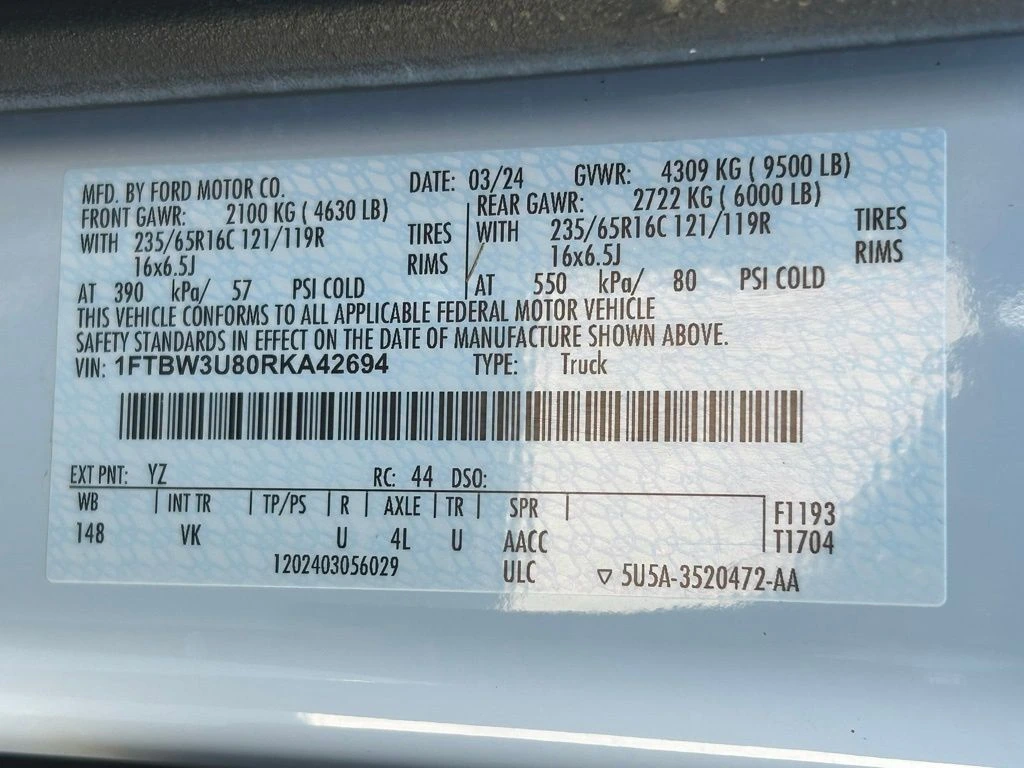 MFD. BY FORD MOTOR CO. DATE: 03/24 GVWR: 4309 KG ( 9500 LB)
FRONT GAWR: 2100 KG ( 4630 LB) REAR GAWR: 2722 KG ( 6000 LB)
WITH 235/65R16C 121/119R TIRES WITH 235/65R16C 121/119R TIRES
16x6.5J RIMS 16x6.5J RIMS
AT 390 kPa/ 57 PSI COLD AT 550 kPa/ 80 PSI COLD
THIS VEHICLE CONFORMS TO ALL APPLICABLE FEDERAL MOTOR VEHICLE
SAFETY STANDARDS IN EFFECT ON THE DATE OF MANUFACTURE SHOWN ABOVE.
VIN: 1FTBW3U80RKA42694 TYPE: Truck
EXT PNT: YZ RC: 44 DSO:
WB INT TR TP/PS R AXLE TR SPR F1193
148 VK U 4L U AACC T1704
1202403056029 ULC ▽ 5U5A-3520472-AA